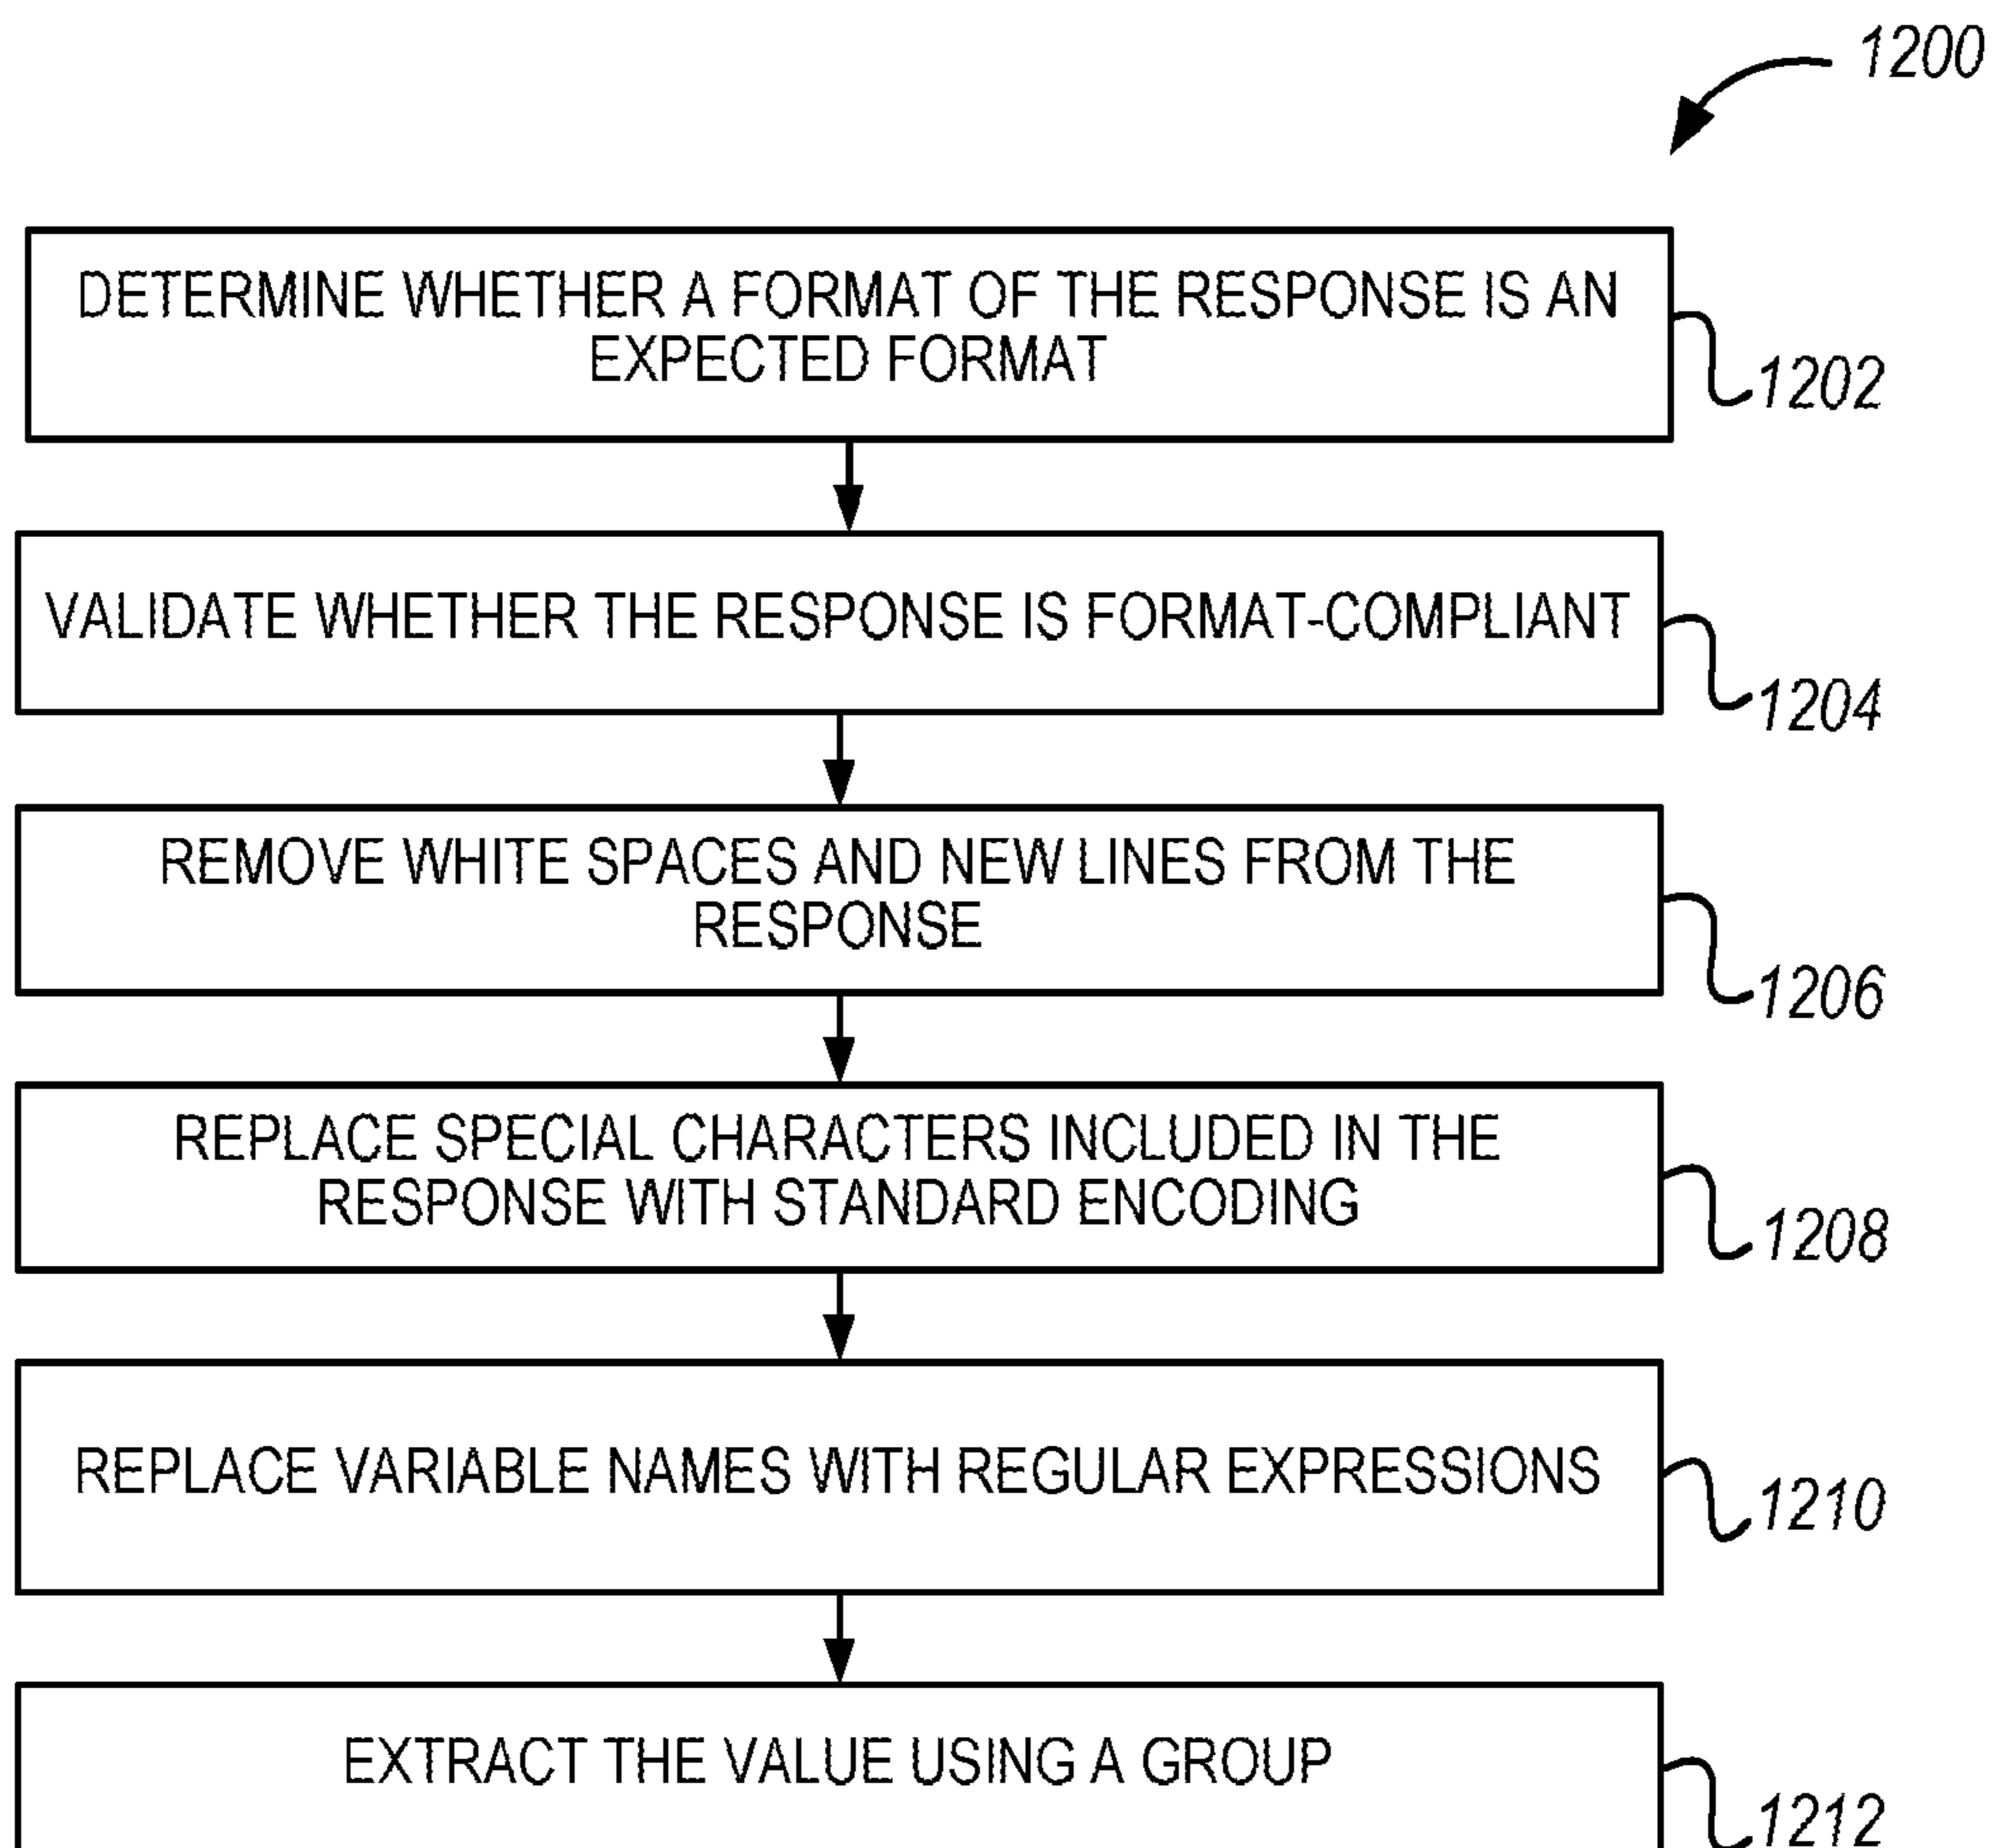 1200
DETERMINE WHETHER A FORMAT OF THE RESPONSE IS AN
EXPECTED FORMAT
1202
VALIDATE WHETHER THE RESPONSE IS FORMAT-COMPLIANT
1204
REMOVE WHITE SPACES AND NEW LINES FROM THE
RESPONSE
1206
REPLACE SPECIAL CHARACTERS INCLUDED IN THE
RESPONSE WITH STANDARD ENCODING
1208
REPLACE VARIABLE NAMES WITH REGULAR EXPRESSIONS
1210
EXTRACT THE VALUE USING A GROUP
1212